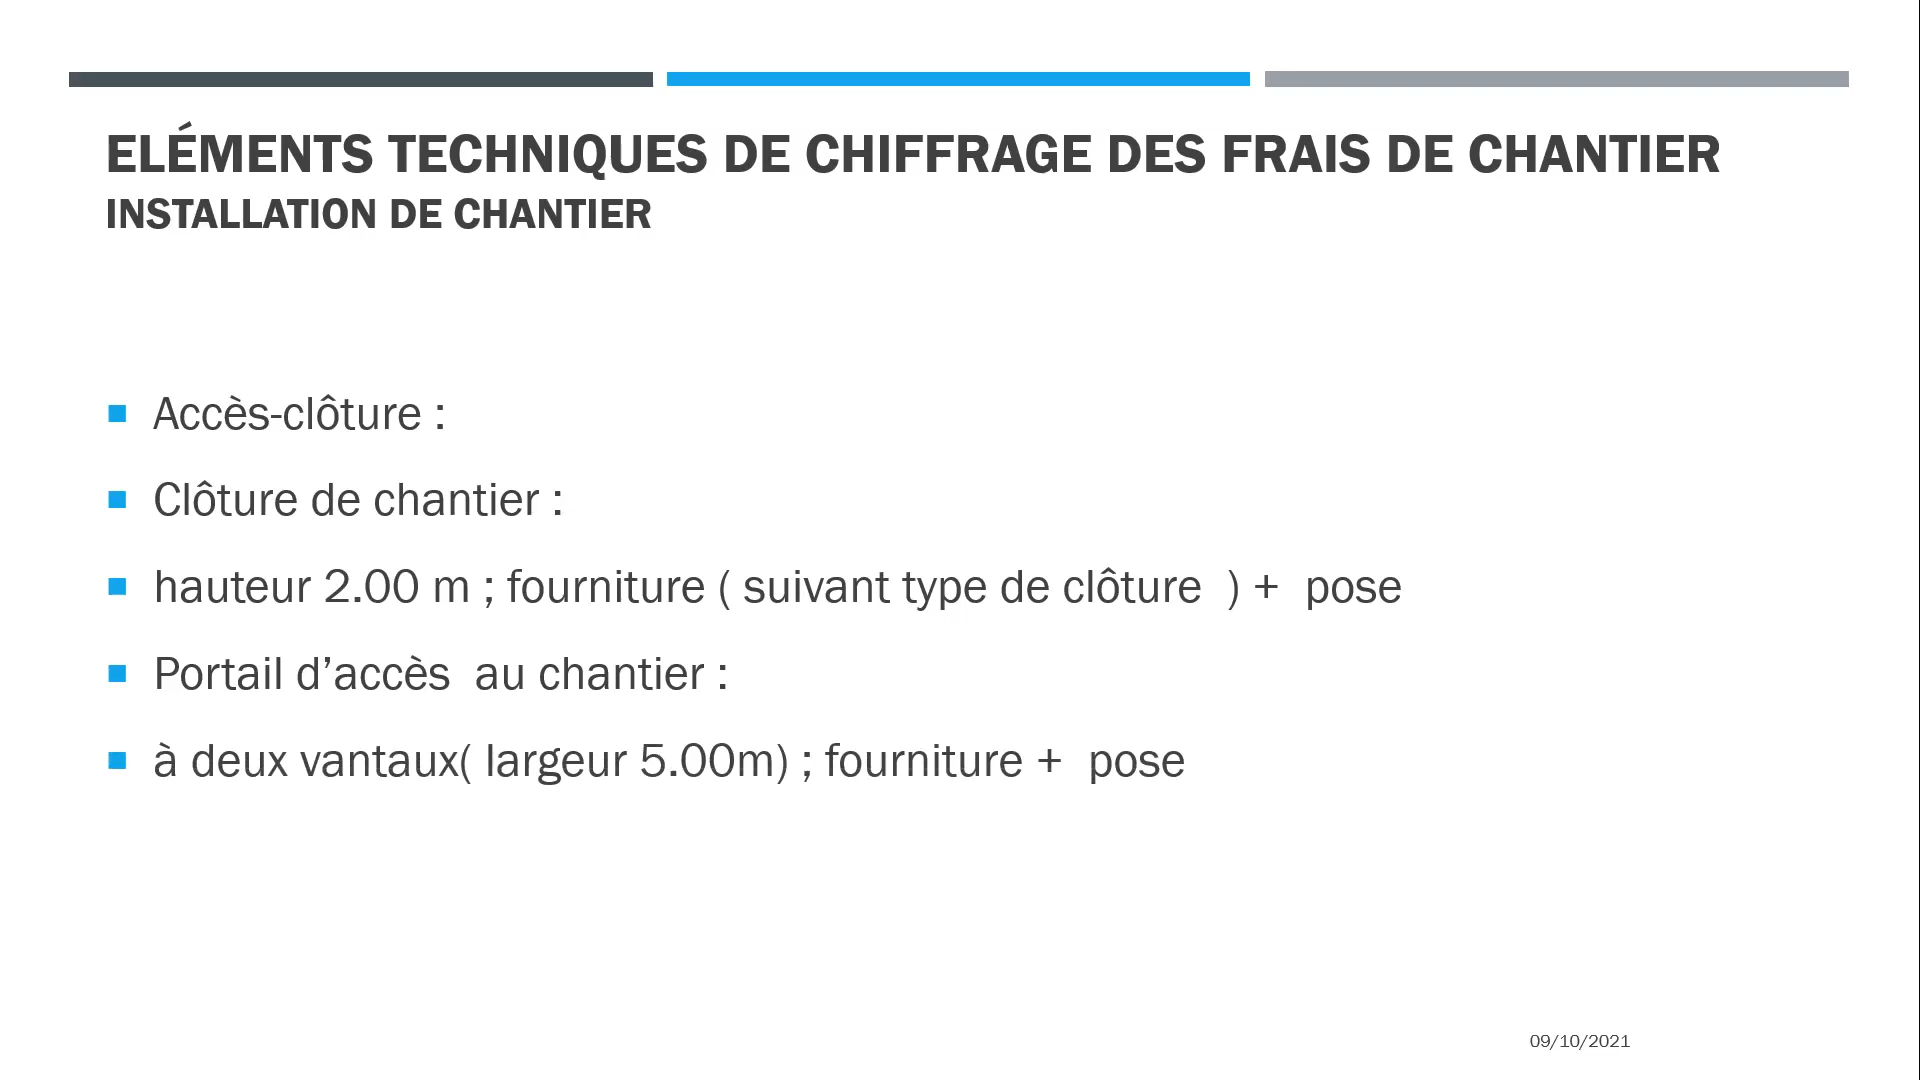 ELÉMENTS TECHNIQUES DE CHIFFRAGE DES FRAIS DE CHANTIER
INSTALLATION DE CHANTIER
Accès-clôture :
Clôture de chantier :
hauteur 2.00 m ; fourniture ( suivant type de clôture  ) +  pose
Portail d’accès  au chantier :
à deux vantaux( largeur 5.00m) ; fourniture +  pose
09/10/2021